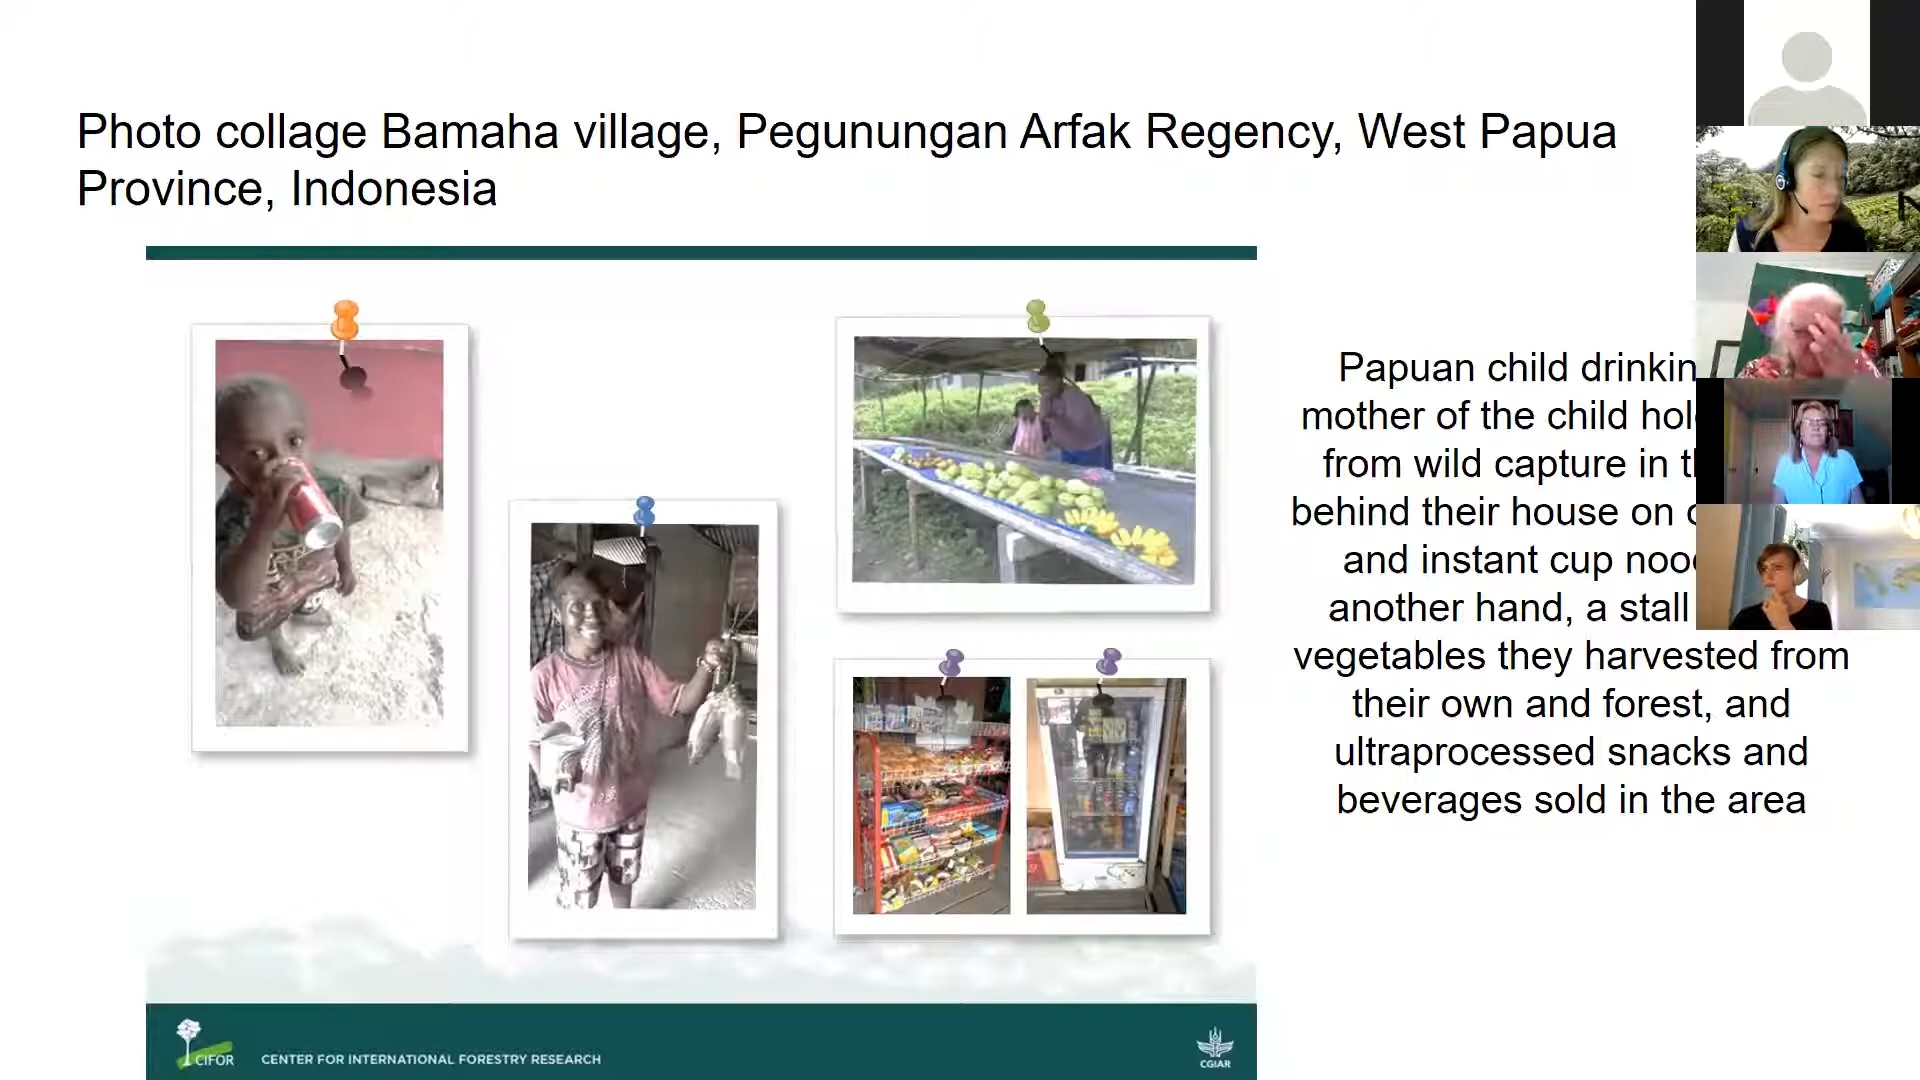 Photo collage Bamaha village, Pegunungan Arfak Regency, West Papua
Province, Indonesia
Papuan child drinkin
mother of the child hol
from wild capture in t
behind their house on
and instant cup noo
another hand, a stall
vegetables they harvested from
their own and forest, and
ultraprocessed snacks and
beverages sold in the area
CIFOR
CENTER FOR INTERNATIONAL FORESTRY RESEARCH
CGIAR